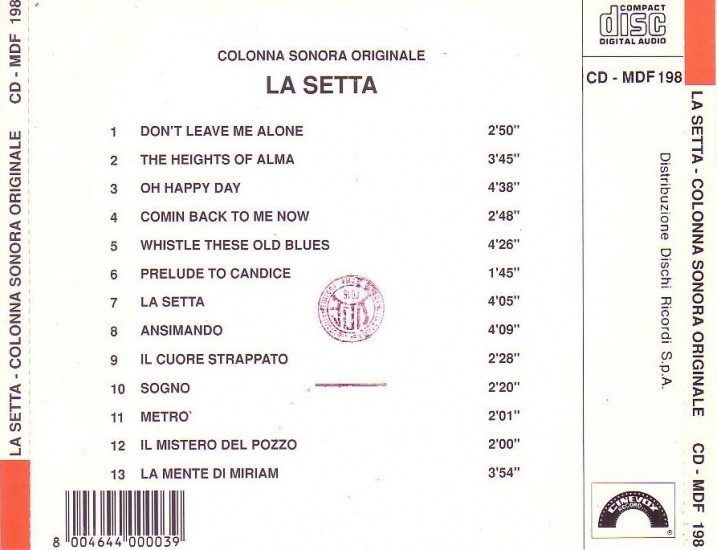 LA SETTA - COLONNA SONORA ORIGINALE CD - MDF 198
COLONNA SONORA ORIGINALE
LA SETTA
1 DON'T LEAVE ME ALONE 2'50"
2 THE HEIGHTS OF ALMA 3'45"
3 OH HAPPY DAY 4'38"
4 COMIN BACK TO ME NOW 2'48"
5 WHISTLE THESE OLD BLUES 4'26"
6 PRELUDE TO CANDICE 1'45"
7 LA SETTA 4'05"
8 ANSIMANDO 4'09"
9 IL CUORE STRAPPATO 2'28"
10 SOGNO 2'20"
11 METRO` 2'01"
12 IL MISTERO DEL POZZO 2'00"
13 LA MENTE DI MIRIAM 3'54"
8 004644 000039
COMPACT
disc
DIGITAL AUDIO
CD - MDF 198
Distribuzione Dischi Ricordi S.p.A.
CINEVOX
RECORD
LA SETTA - COLONNA SONORA ORIGINALE CD - MDF 198